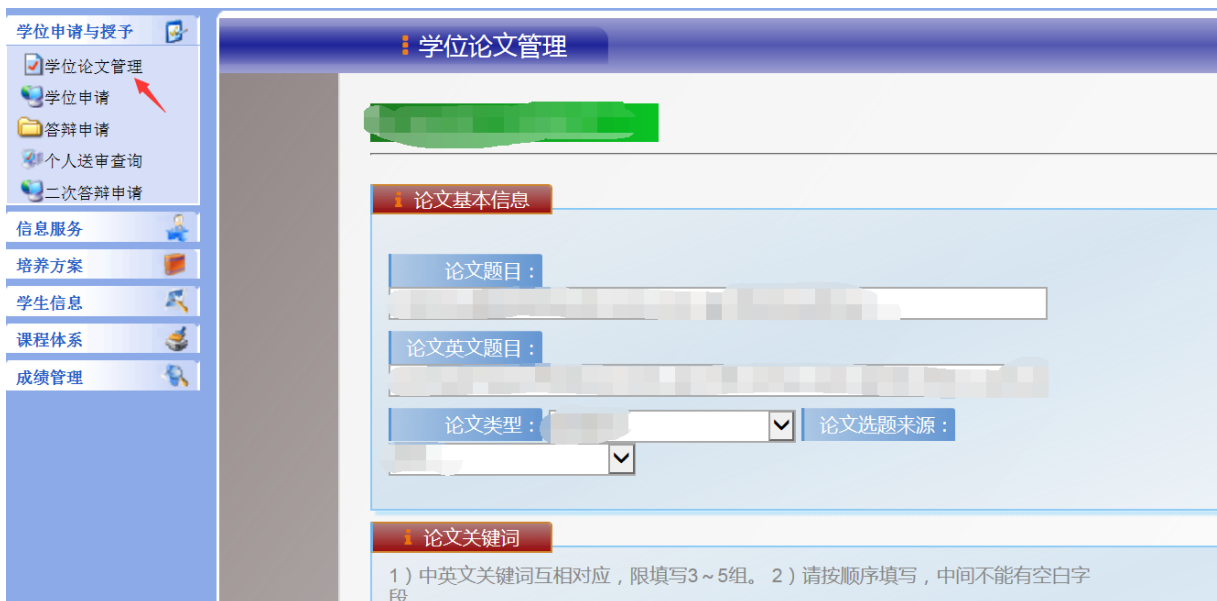 学位申请与授予
学位论文管理
学位申请
答辩申请
个人送审查询
二次答辩申请
信息服务
培养方案
学生信息
课程体系
成绩管理
学位论文管理
论文基本信息
论文题目：
论文英文题目：
论文类型： 论文选题来源：
论文关键词
1）中英文关键词互相对应，限填写3～5组。 2）请按顺序填写，中间不能有空白字
段